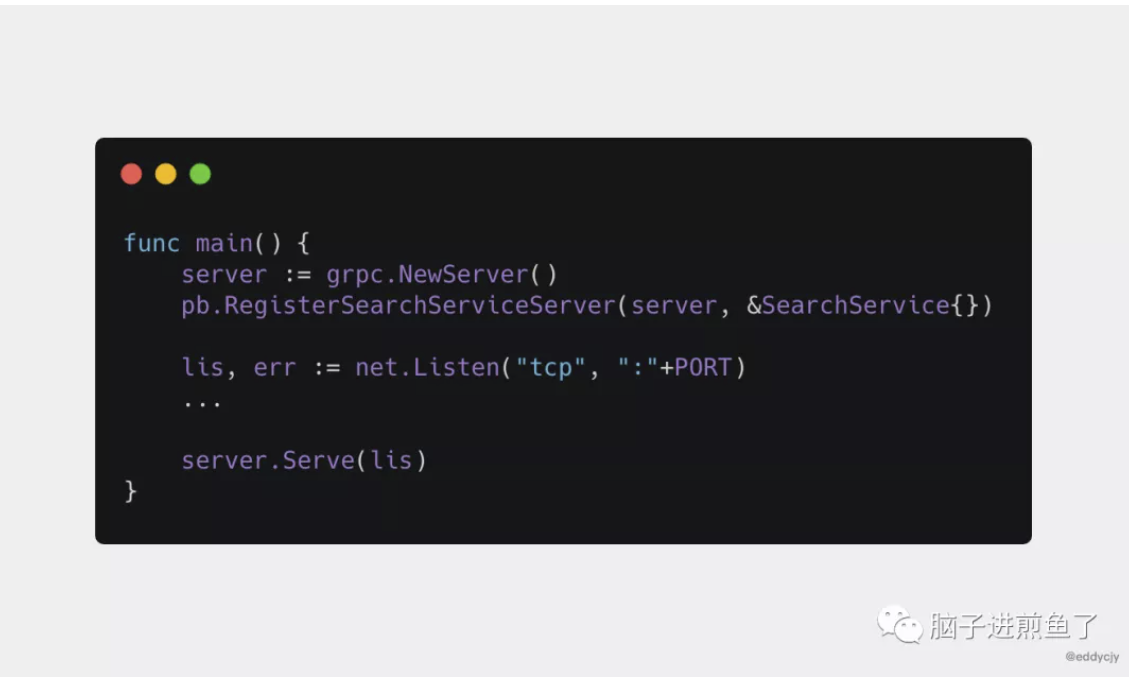 func main() {
    server := grpc.NewServer()
    pb.RegisterSearchServiceServer(server, &SearchService{})
    lis, err := net.Listen("tcp", ":"+PORT)
    ...
    server.Serve(lis)
}
脑子进煎鱼了
@eddycjy